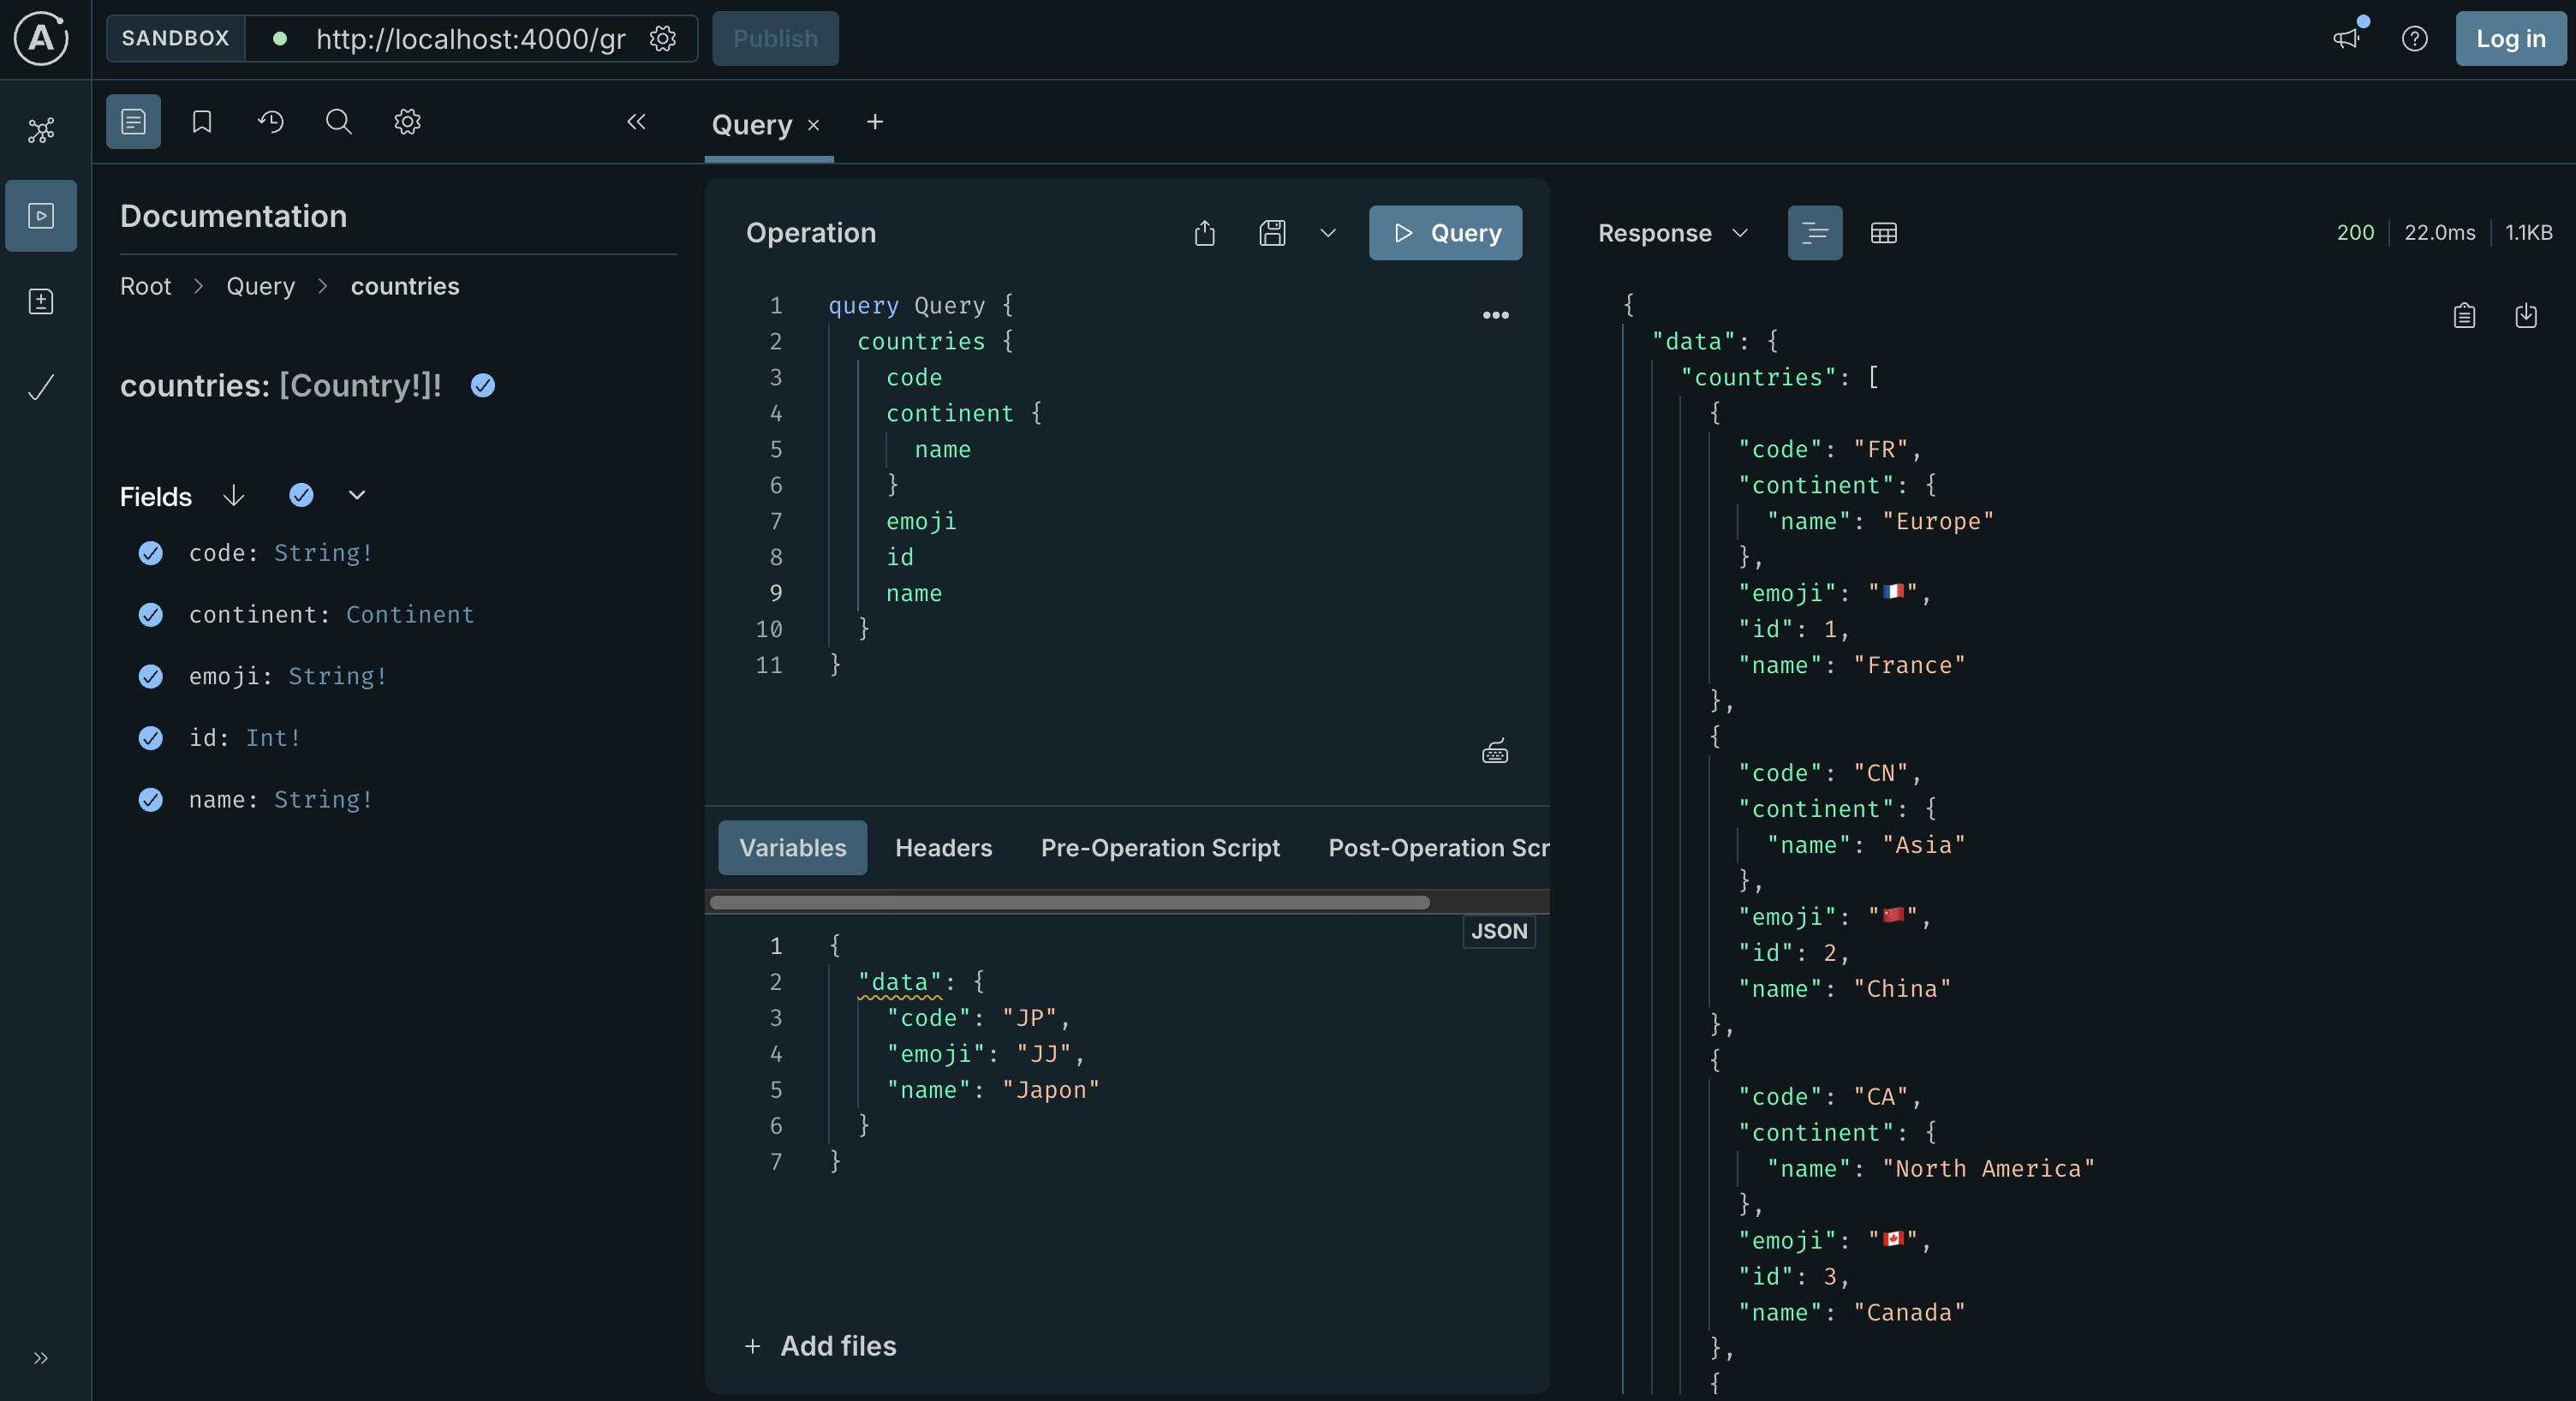 SANDBOX http://localhost:4000/gr Publish Log in
Query
Documentation
Root > Query > countries
countries: [Country!]!
Fields
code: String!
continent: Continent
emoji: String!
id: Int!
name: String!
Operation Query
1 query Query {
2 countries {
3 code
4 continent {
5 name
6 }
7 emoji
8 id
9 name
10 }
11 }
Variables Headers Pre-Operation Script Post-Operation Scr
JSON
1 {
2 "data": {
3 "code": "JP",
4 "emoji": "JJ",
5 "name": "Japon"
6 }
7 }
+ Add files
Response 200 22.0ms 1.1KB
{
"data": {
"countries": [
{
"code": "FR",
"continent": {
"name": "Europe"
},
"emoji": "🇫🇷",
"id": 1,
"name": "France"
},
{
"code": "CN",
"continent": {
"name": "Asia"
},
"emoji": "🇨🇳",
"id": 2,
"name": "China"
},
{
"code": "CA",
"continent": {
"name": "North America"
},
"emoji": "🇨🇦",
"id": 3,
"name": "Canada"
},
{